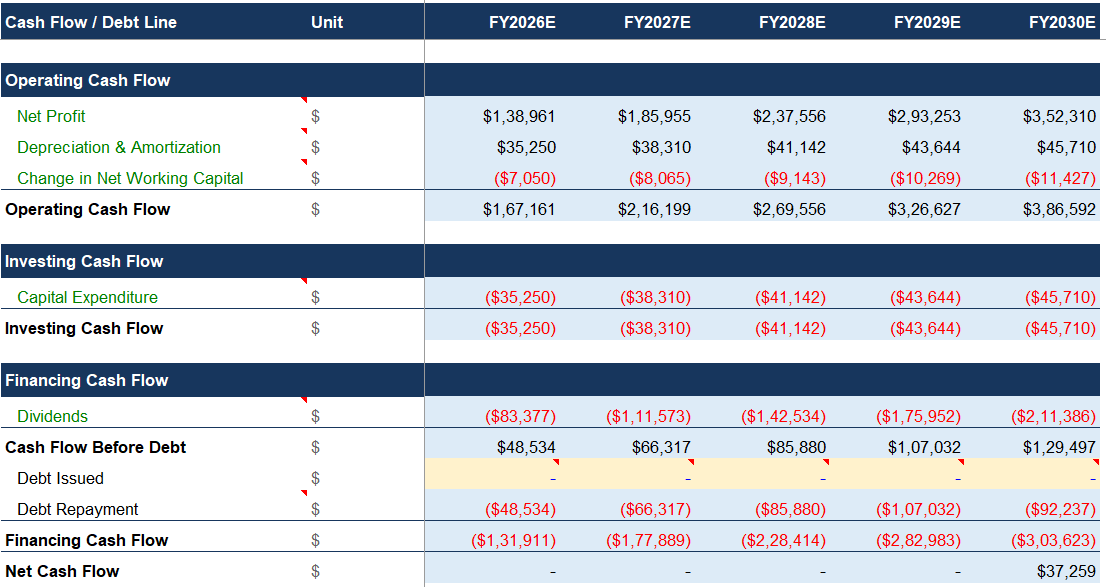 Cash Flow / Debt Line Unit FY2026E FY2027E FY2028E FY2029E FY2030E
Operating Cash Flow
Net Profit $ $1,38,961 $1,85,955 $2,37,556 $2,93,253 $3,52,310
Depreciation & Amortization $ $35,250 $38,310 $41,142 $43,644 $45,710
Change in Net Working Capital $ ($7,050) ($8,065) ($9,143) ($10,269) ($11,427)
Operating Cash Flow $ $1,67,161 $2,16,199 $2,69,556 $3,26,627 $3,86,592
Investing Cash Flow
Capital Expenditure $ ($35,250) ($38,310) ($41,142) ($43,644) ($45,710)
Investing Cash Flow $ ($35,250) ($38,310) ($41,142) ($43,644) ($45,710)
Financing Cash Flow
Dividends $ ($83,377) ($1,11,573) ($1,42,534) ($1,75,952) ($2,11,386)
Cash Flow Before Debt $ $48,534 $66,317 $85,880 $1,07,032 $1,29,497
Debt Issued $ - - - - -
Debt Repayment $ ($48,534) ($66,317) ($85,880) ($1,07,032) ($92,237)
Financing Cash Flow $ ($1,31,911) ($1,77,889) ($2,28,414) ($2,82,983) ($3,03,623)
Net Cash Flow $ - - - - $37,259